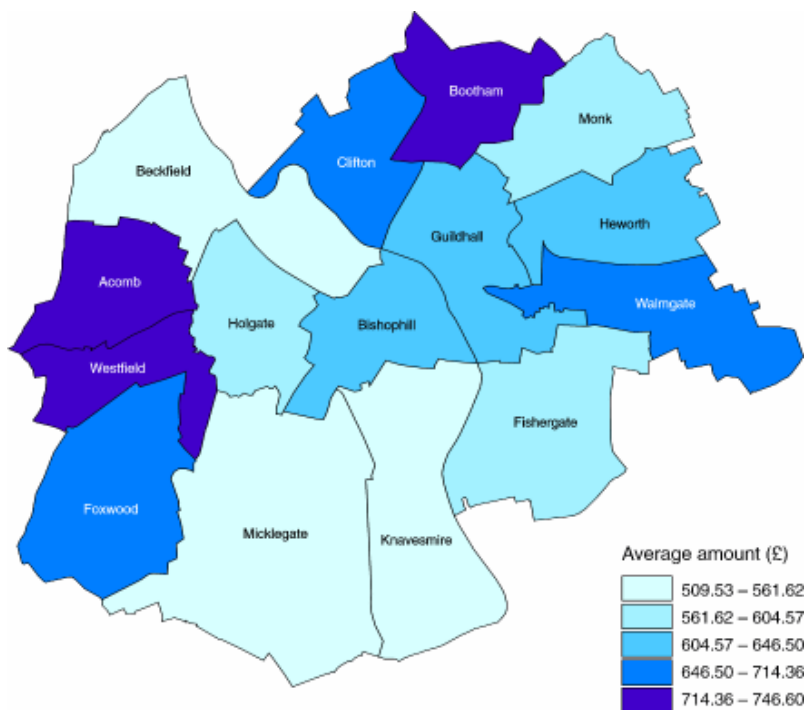 Bootham
Monk
Clifton
Beckfield
Heworth
Guildhall
Acomb
Walmgate
Holgate
Bishophill
Westfield
Fishergate
Foxwood
Micklegate
Knavesmire
Average amount (£)
509.53 – 561.62
561.62 – 604.57
604.57 – 646.50
646.50 – 714.36
714.36 – 746.60